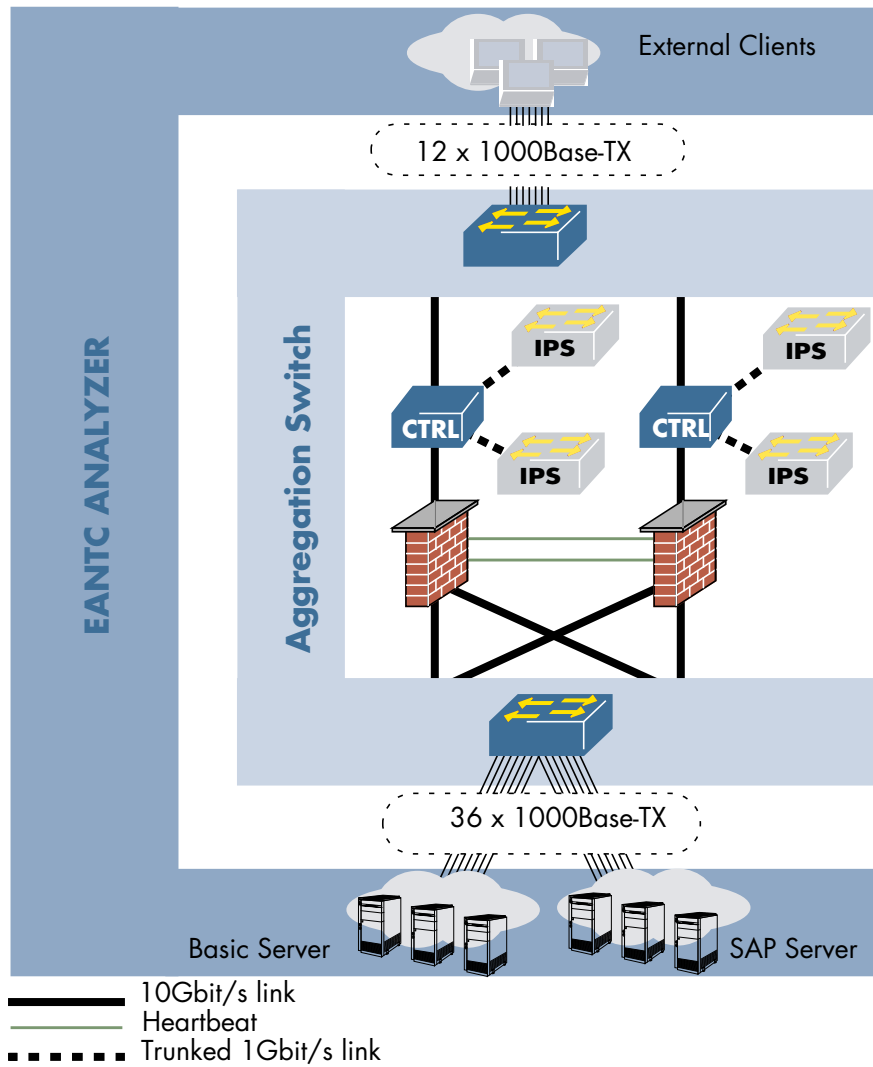 External Clients
12 x 1000Base-TX
EANTC ANALYZER
Aggregation Switch
IPS
IPS
CTRL
CTRL
IPS
IPS
36 x 1000Base-TX
Basic Server
SAP Server
10Gbit/s link
Heartbeat
Trunked 1Gbit/s link